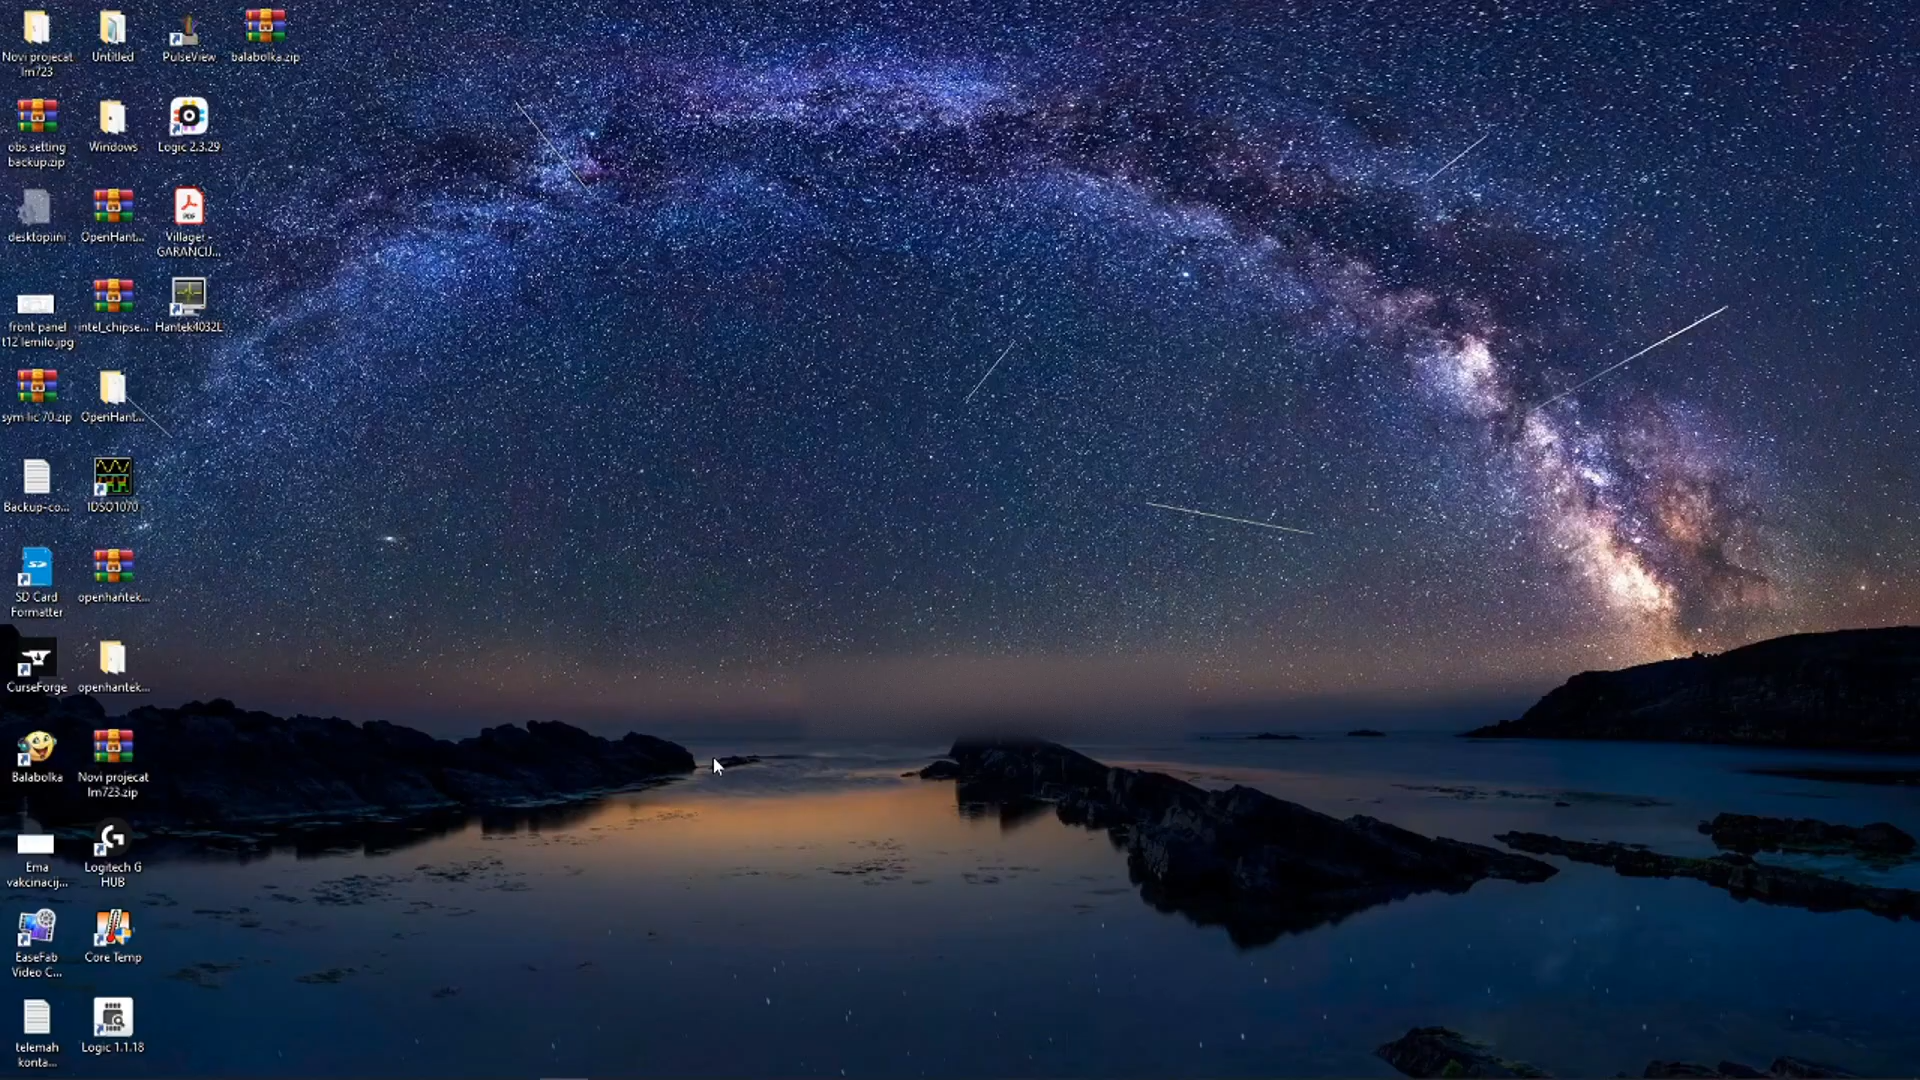 Novi projecat
lm723
Untitled
PulseView
balabolka.zip
obs setting
backup.zip
Windows
Logic 2.3.29
desktop.ini
OpenHant...
Villager -
GARANCIJ...
PDF
front panel
t12 lemilo.jpg
intel_chipse...
Hantek4032L
sym lic 70.zip
OpenHant...
Backup-co...
IDSO1070
SD Card
Formatter
openhantek...
CurseForge
openhantek...
Balabolka
Novi projecat
lm723.zip
Ema
vakcinacij...
Logitech G
HUB
EaseFab
Video C...
Core Temp
telemah
konta...
Logic 1.1.18